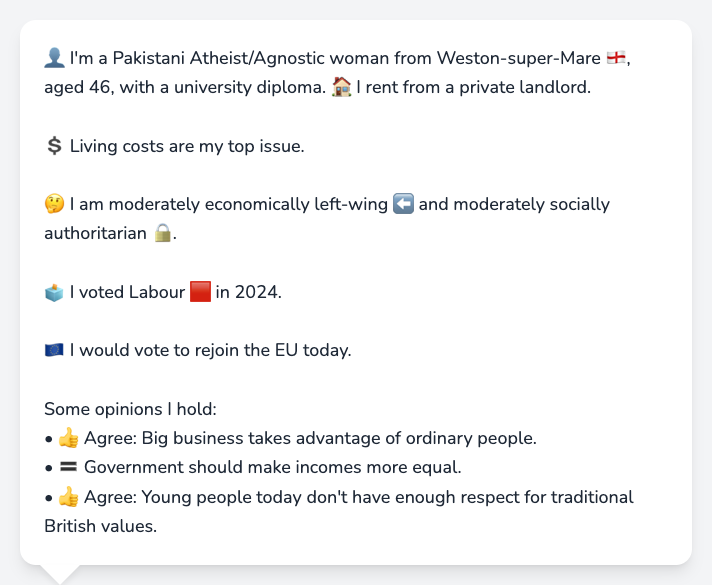 👤 I'm a Pakistani Atheist/Agnostic woman from Weston-super-Mare 🏴󠁧󠁢󠁥󠁮󠁧󠁿,
aged 46, with a university diploma. 🏠 I rent from a private landlord.
💲 Living costs are my top issue.
🤔 I am moderately economically left-wing ⬅️ and moderately socially
authoritarian 🔒.
🗳️ I voted Labour 🟥 in 2024.
🇪🇺 I would vote to rejoin the EU today.
Some opinions I hold:
• 👍 Agree: Big business takes advantage of ordinary people.
• 🟰 Government should make incomes more equal.
• 👍 Agree: Young people today don't have enough respect for traditional
British values.